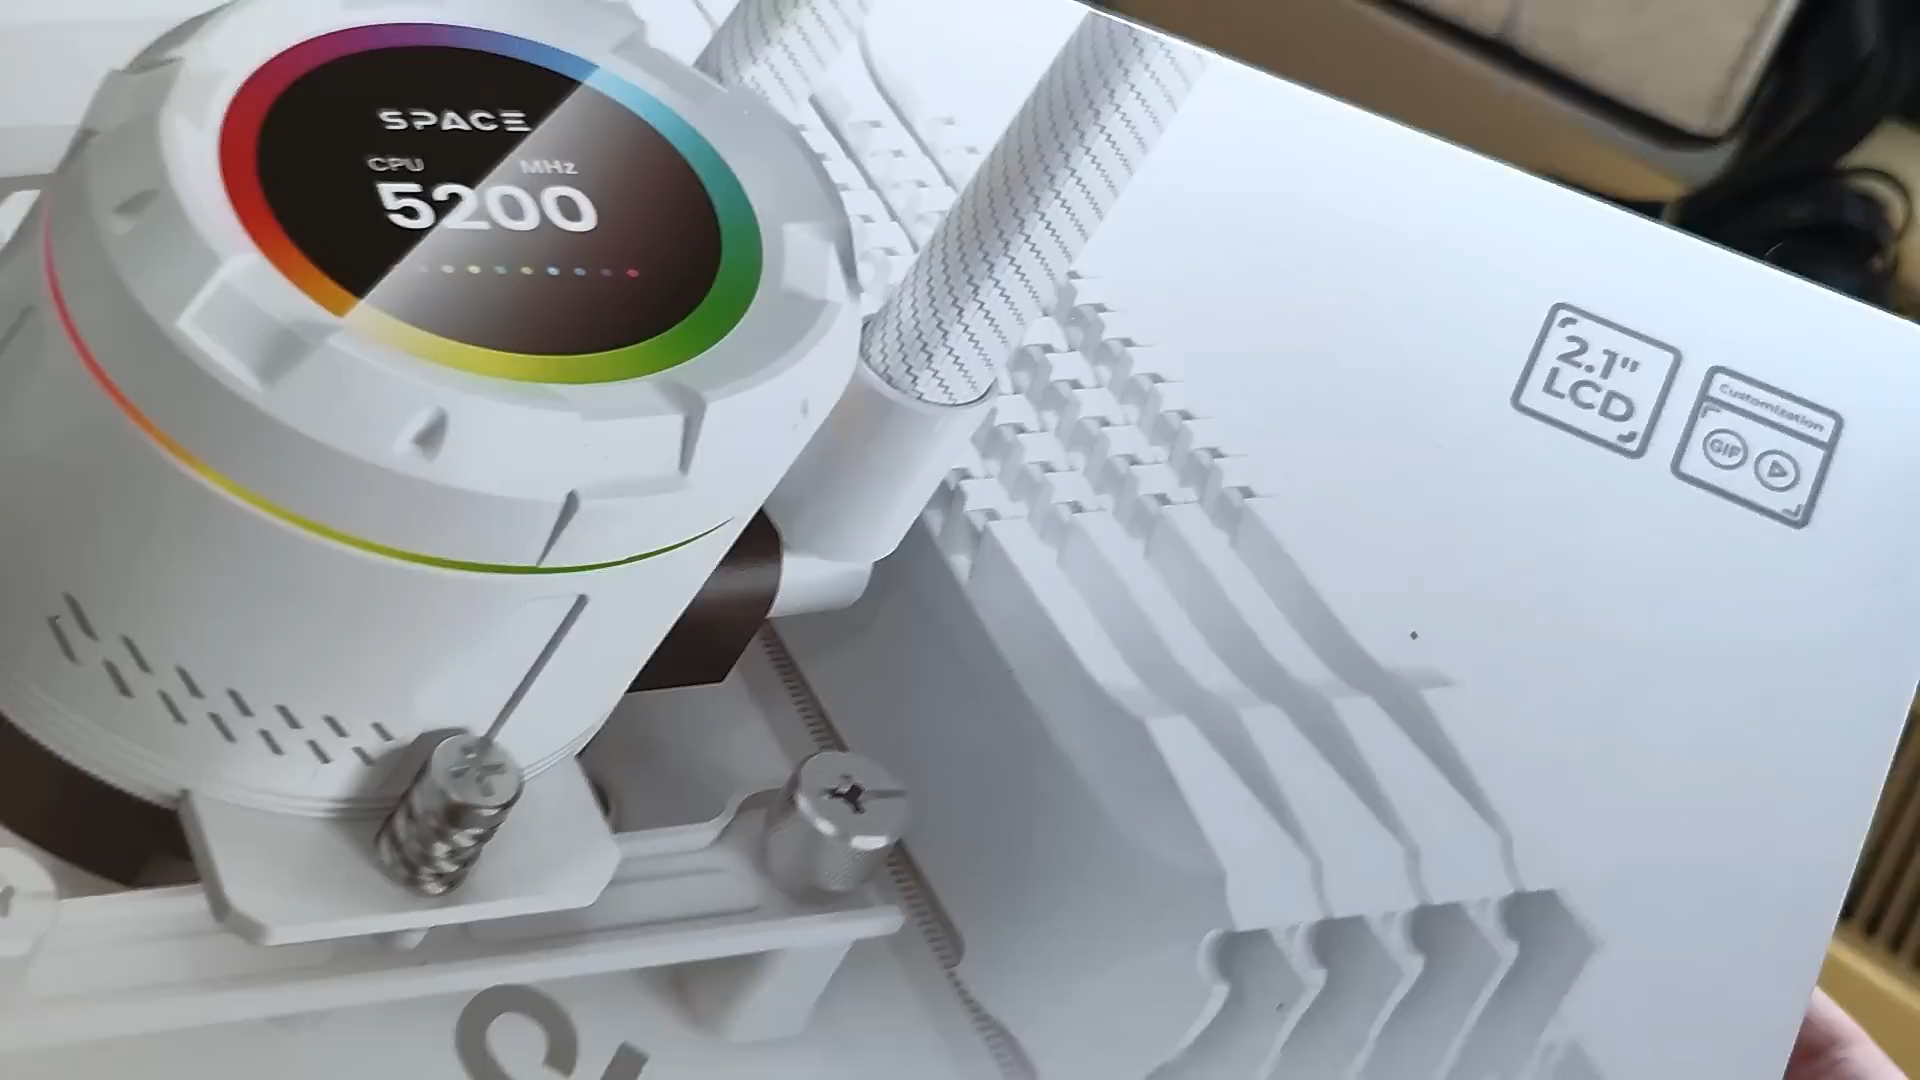 SPACE
CPU MHz
5200
2.1"
LCD
Customization
GIF